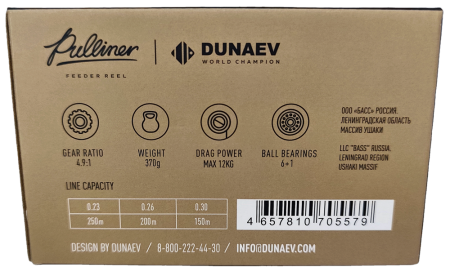 Pulliner
FEEDER REEL
DUNAEV
WORLD CHAMPION
GEAR RATIO
4.9:1
WEIGHT
370g
DRAG POWER
MAX 12KG
BALL BEARINGS
6+1
ООО «БАСС» РОССИЯ.
ЛЕНИНГРАДСКАЯ ОБЛАСТЬ
МАССИВ УШАКИ
LLC "BASS" RUSSIA.
LENINGRAD REGION
USHAKI MASSIF
LINE CAPACITY
0.23 0.26 0.30
250m 200m 150m
4 657810 705579
DESIGN BY DUNAEV / 8-800-222-44-30 / INFO@DUNAEV.COM